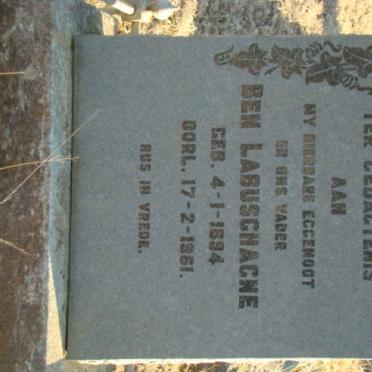 TER GEDAGTENIS
AAN
MY DIERBARE EGGENOOT
EN ONS VADER
BEN LABUSCHAGNE
GEB. 4-1-1894
OORL. 17-2-1961.
RUS IN VREDE.